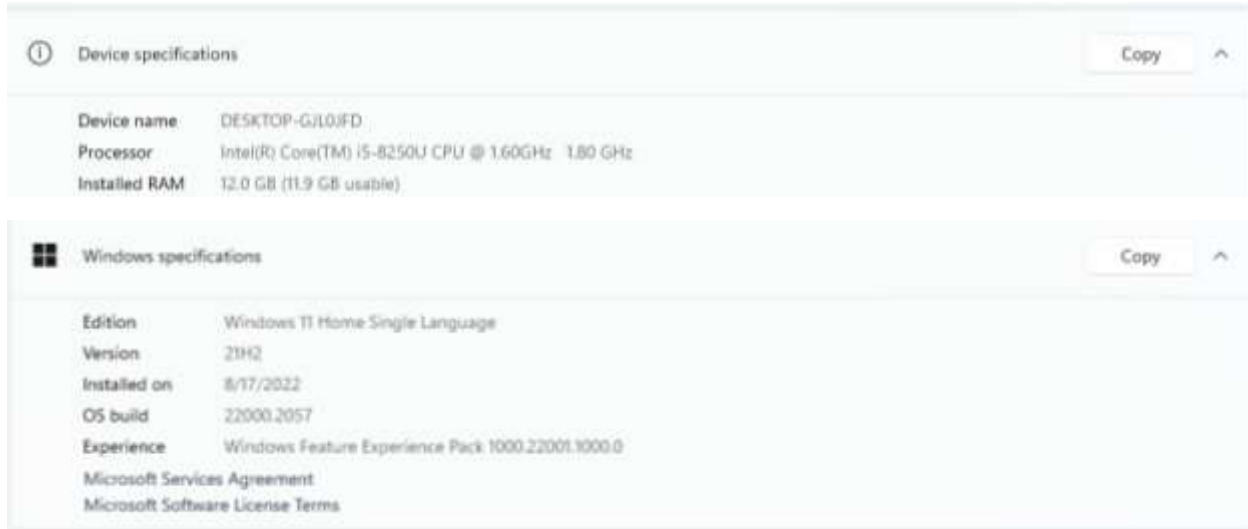 Device specifications
Copy
Device name DESKTOP-GJL0JFD
Processor Intel(R) Core(TM) i5-8250U CPU @ 1.60GHz 1.80 GHz
Installed RAM 12.0 GB (11.9 GB usable)
Windows specifications
Copy
Edition Windows 11 Home Single Language
Version 21H2
Installed on 8/17/2022
OS build 22000.2057
Experience Windows Feature Experience Pack 1000.22001.1000.0
Microsoft Services Agreement
Microsoft Software License Terms